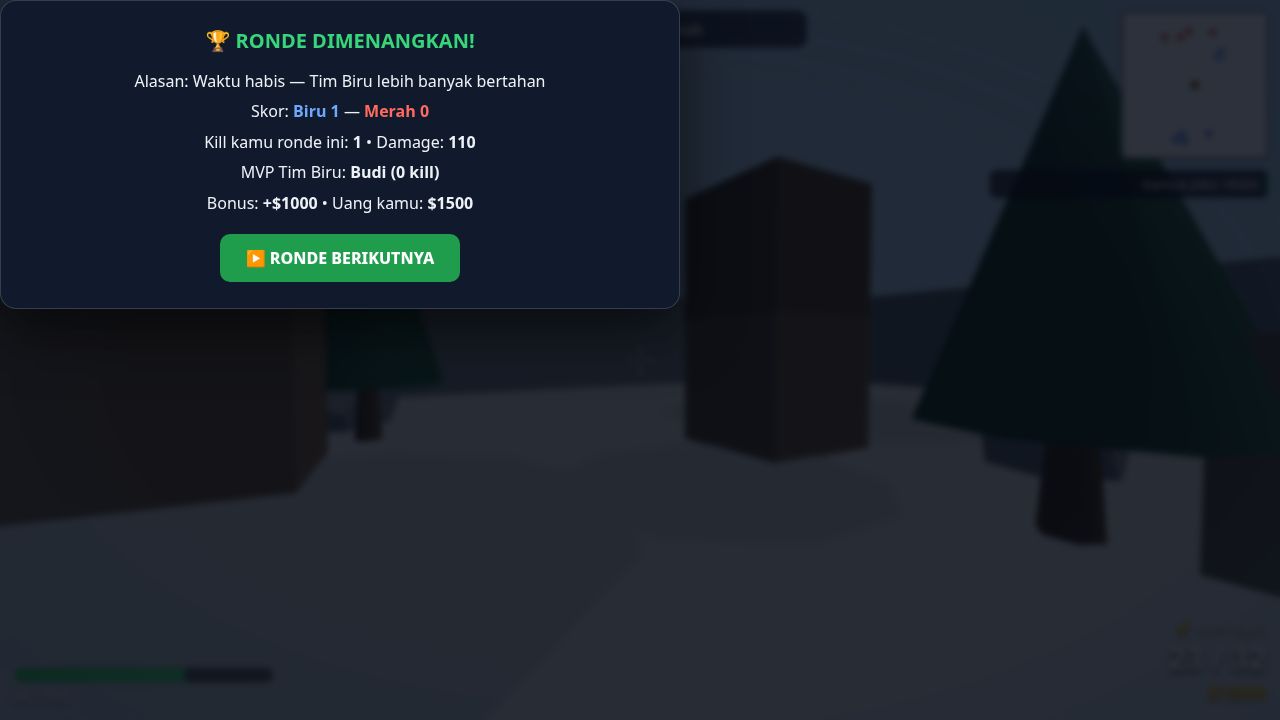 🏆 RONDE DIMENANGKAN!
Alasan: Waktu habis — Tim Biru lebih banyak bertahan
Skor: Biru 1 — Merah 0
Kill kamu ronde ini: 1 • Damage: 110
MVP Tim Biru: Budi (0 kill)
Bonus: +$1000 • Uang kamu: $1500
▶️ RONDE BERIKUTNYA